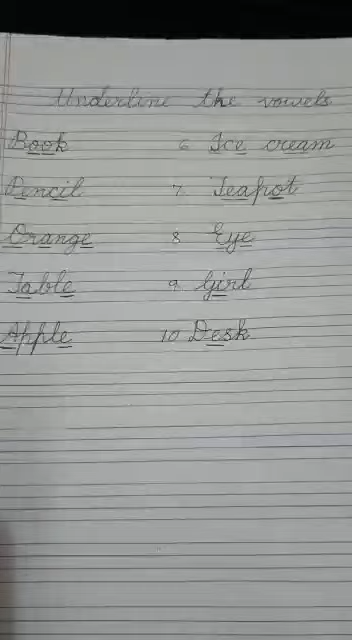 Underline the vowels
Book 6 Ice cream
Pencil 7 Teapot
Orange 8 Eye
Table 9 Girl
Apple 10 Desk